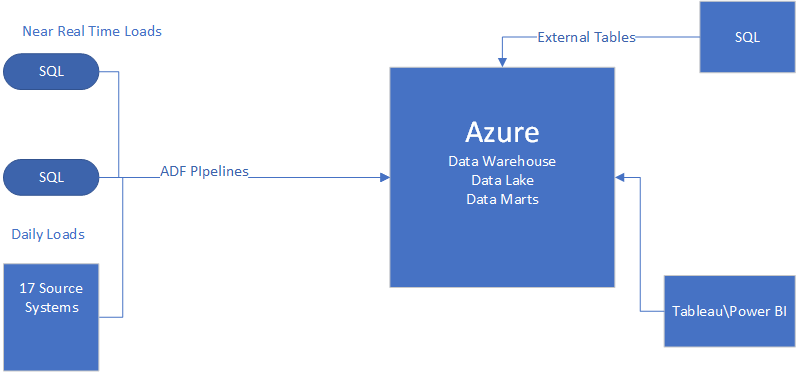 Near Real Time Loads
SQL
SQL
Daily Loads
17 Source
Systems
ADF PIpelines
Azure
Data Warehouse
Data Lake
Data Marts
External Tables
SQL
Tableau\Power BI